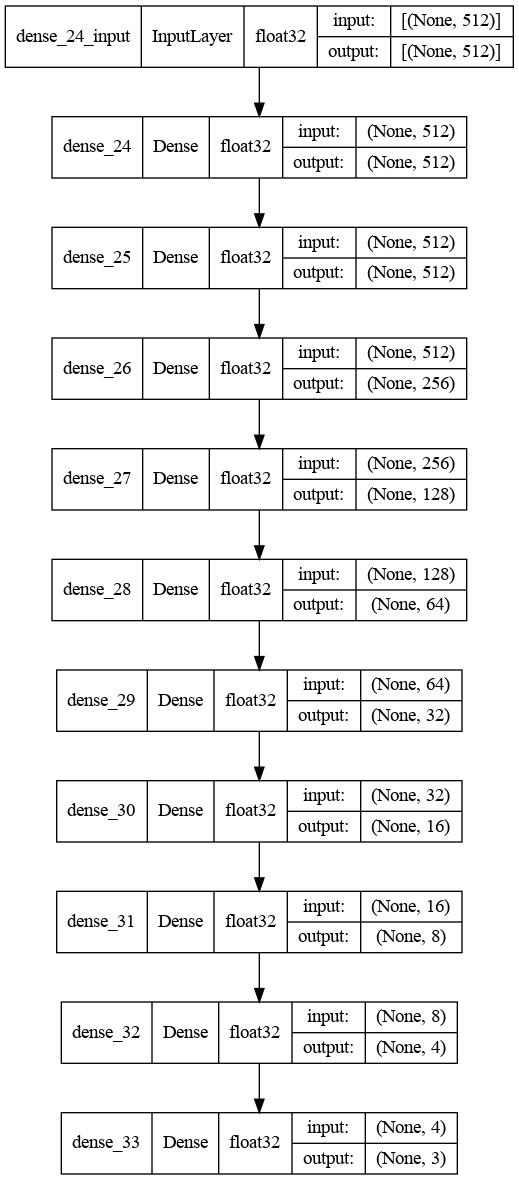 dense_24_input InputLayer float32 input: [(None, 512)]
output: [(None, 512)]
dense_24 Dense float32 input: (None, 512)
output: (None, 512)
dense_25 Dense float32 input: (None, 512)
output: (None, 512)
dense_26 Dense float32 input: (None, 512)
output: (None, 256)
dense_27 Dense float32 input: (None, 256)
output: (None, 128)
dense_28 Dense float32 input: (None, 128)
output: (None, 64)
dense_29 Dense float32 input: (None, 64)
output: (None, 32)
dense_30 Dense float32 input: (None, 32)
output: (None, 16)
dense_31 Dense float32 input: (None, 16)
output: (None, 8)
dense_32 Dense float32 input: (None, 8)
output: (None, 4)
dense_33 Dense float32 input: (None, 4)
output: (None, 3)